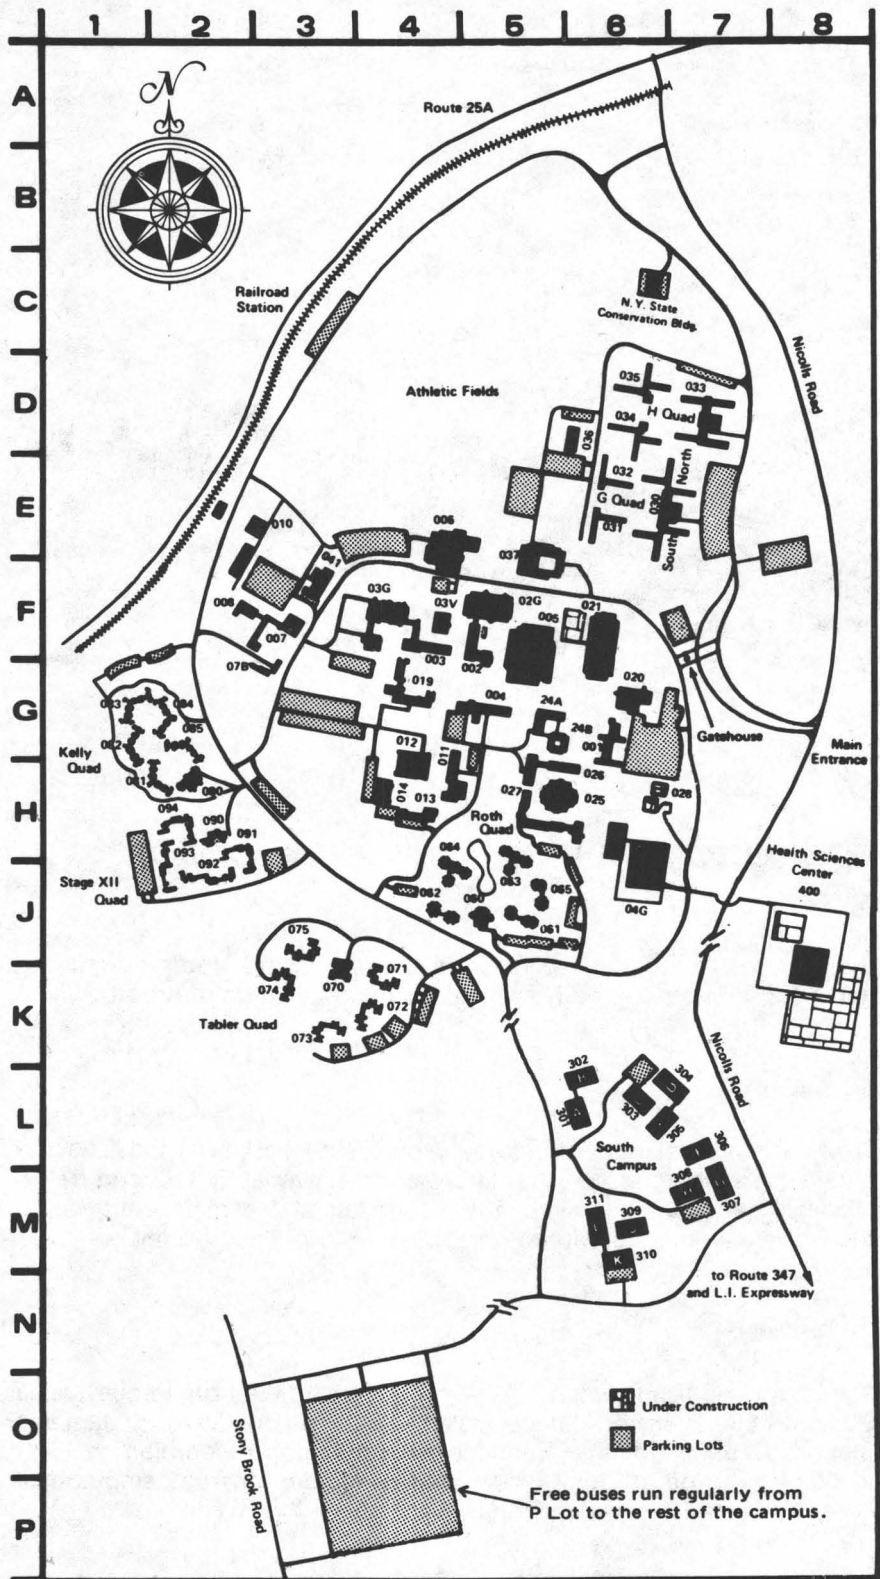 1 2 3 4 5 6 7 8
A
N
Route 25A
B
C
Railroad
Station
N.Y. State
Conservation Bldg.
Nicolls Road
D
035
033
Athletic Fields
H Quad
034
036
E
032
North
G Quad
030
031
South
010
006
037
041
F
03G
03V
02G
021
008
005
007
003
002
07B
019
020
G
083
084
004
24A
085
24B
Gatehouse
Kelly
Quad
082
012
011
001
Main
Entrance
081
080
026
H
014
013
027
025
028
094
090
Roth
Quad
091
093
092
064
Health Sciences
Center
400
Stage XII
Quad
063
065
J
062
060
061
04G
075
071
074
070
K
072
Tabler Quad
073
Nicolls Road
302
304
L
301
303
305
South
Campus
306
308
307
M
311
309
K
310
to Route 347
and L.I. Expressway
N
O
Stony Brook Road
Under Construction
Parking Lots
P
Free buses run regularly from
P Lot to the rest of the campus.